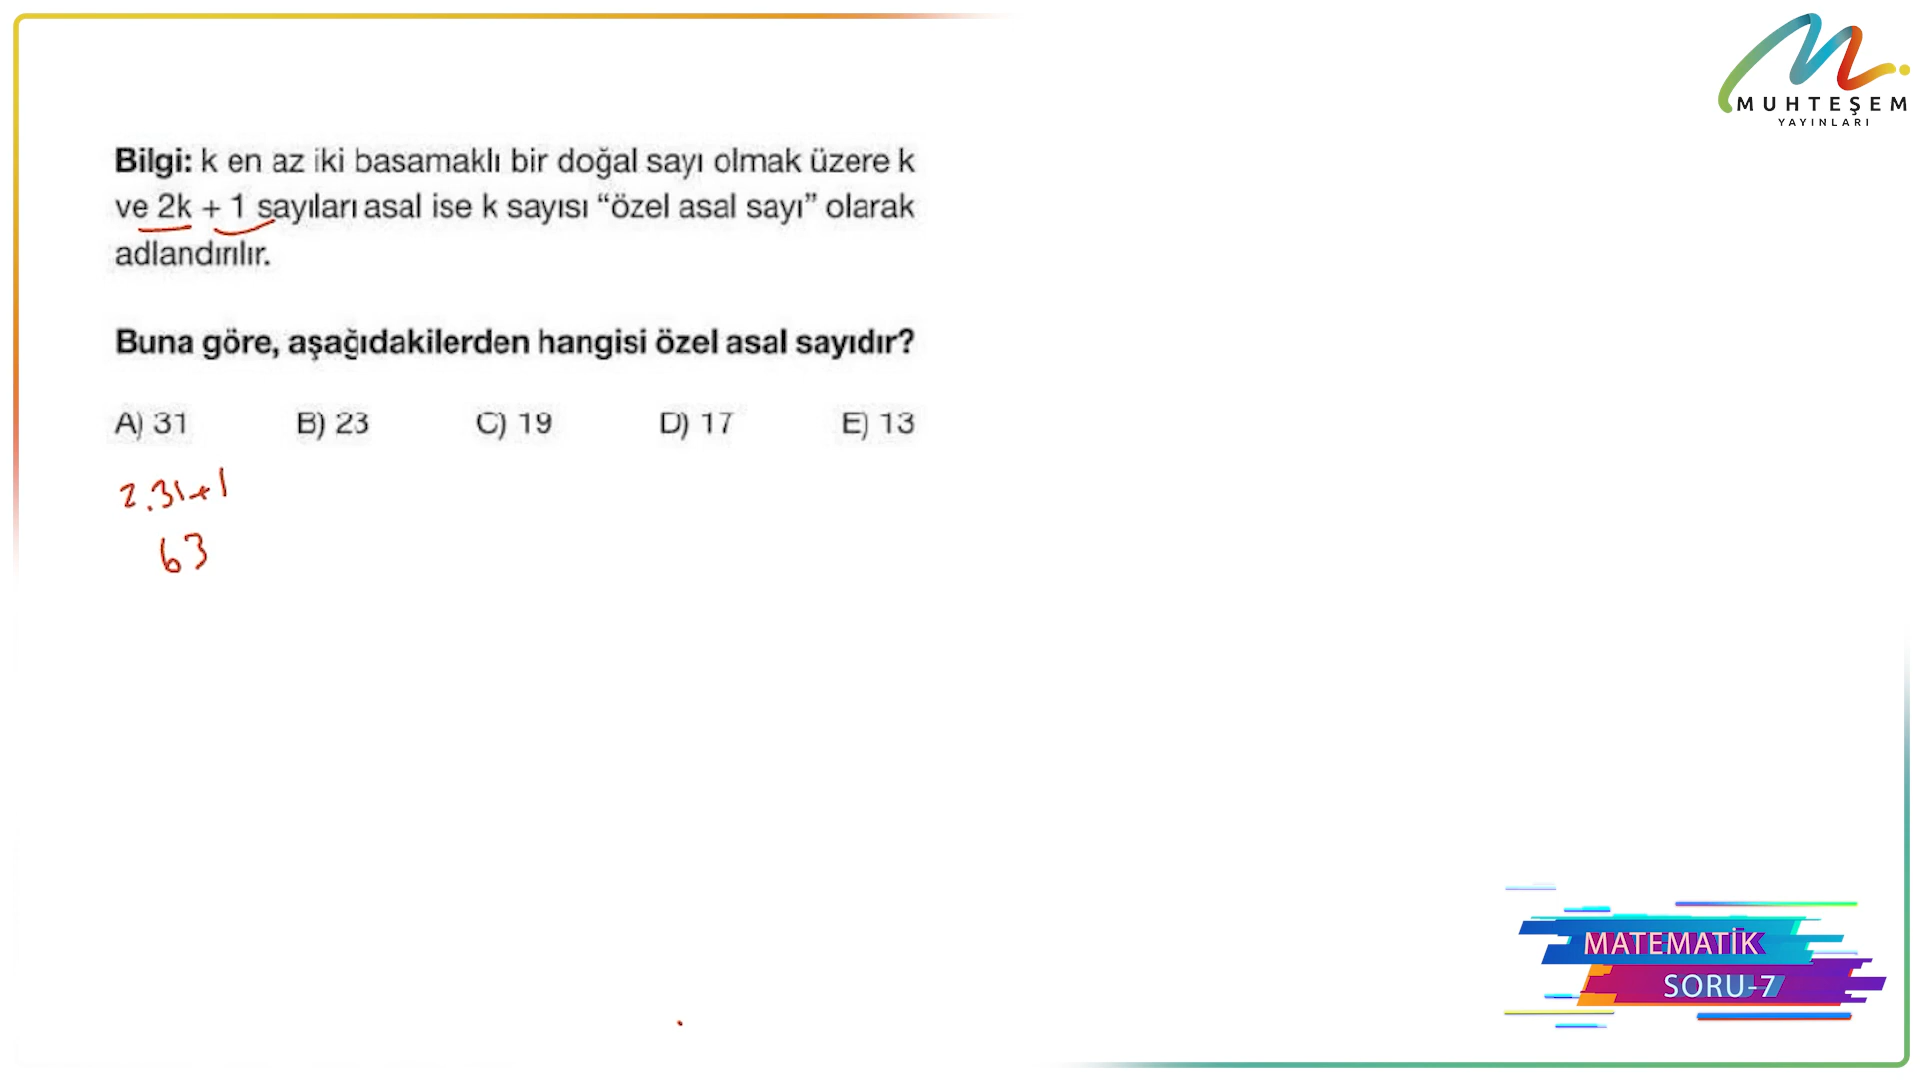 MUHTEŞEM
YAYINLARI
Bilgi: k en az iki basamaklı bir doğal sayı olmak üzere k
ve 2k + 1 sayıları asal ise k sayısı “özel asal sayı” olarak
adlandırılır.
Buna göre, aşağıdakilerden hangisi özel asal sayıdır?
A) 31 B) 23 C) 19 D) 17 E) 13
2.31+1
63
MATEMATİK
SORU-7